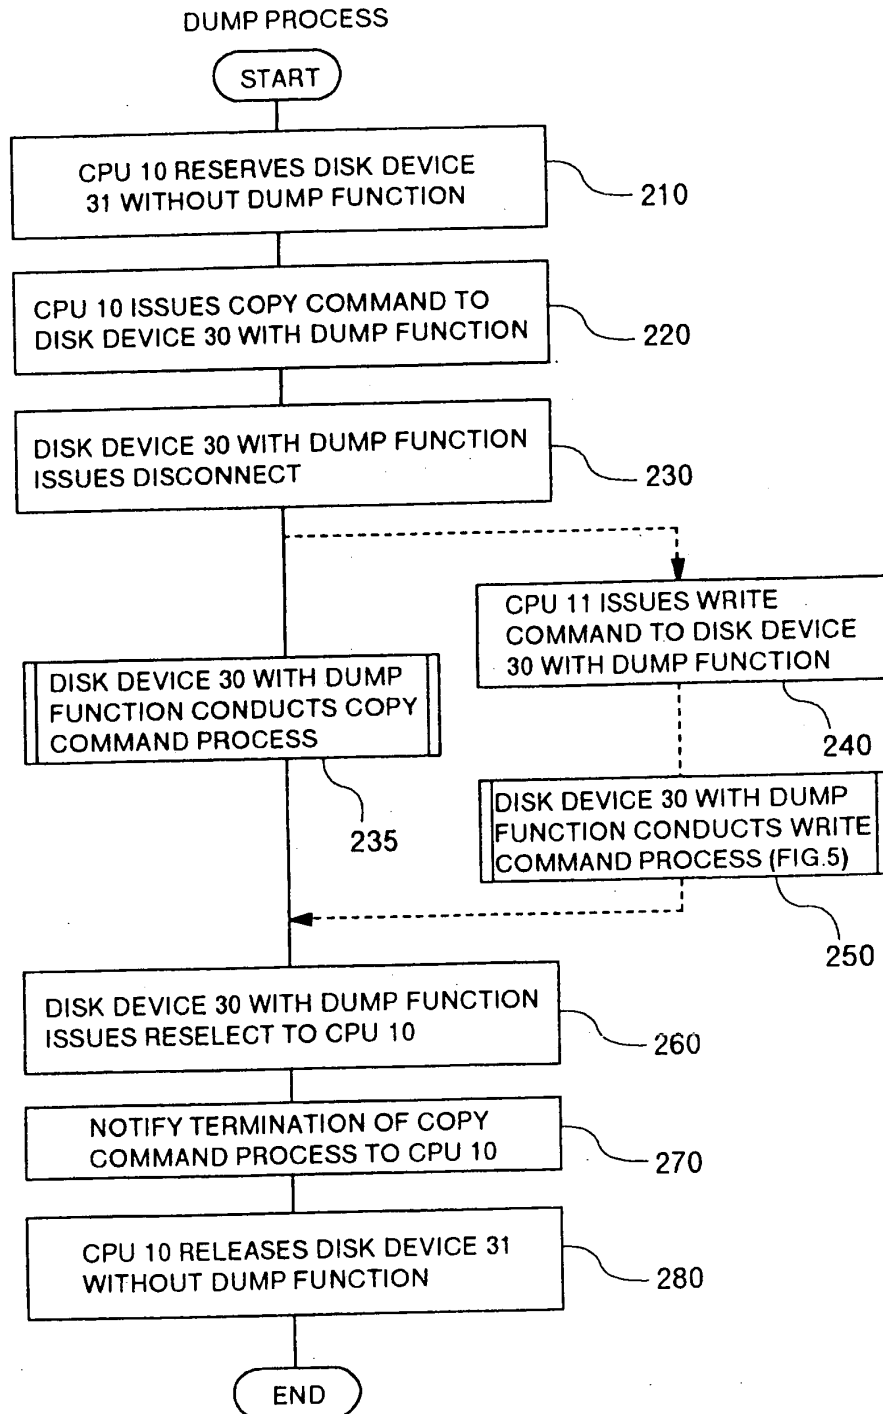 DUMP PROCESS
START
CPU 10 RESERVES DISK DEVICE
31 WITHOUT DUMP FUNCTION
210
CPU 10 ISSUES COPY COMMAND TO
DISK DEVICE 30 WITH DUMP FUNCTION
220
DISK DEVICE 30 WITH DUMP FUNCTION
ISSUES DISCONNECT
230
CPU 11 ISSUES WRITE
COMMAND TO DISK DEVICE
30 WITH DUMP FUNCTION
240
DISK DEVICE 30 WITH DUMP
FUNCTION CONDUCTS COPY
COMMAND PROCESS
235
DISK DEVICE 30 WITH DUMP
FUNCTION CONDUCTS WRITE
COMMAND PROCESS (FIG.5)
250
DISK DEVICE 30 WITH DUMP FUNCTION
ISSUES RESELECT TO CPU 10
260
NOTIFY TERMINATION OF COPY
COMMAND PROCESS TO CPU 10
270
CPU 10 RELEASES DISK DEVICE 31
WITHOUT DUMP FUNCTION
280
END